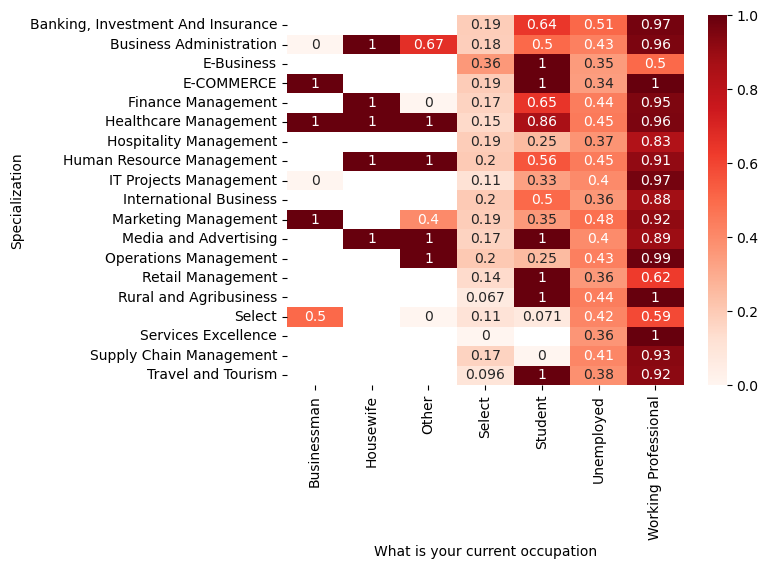 Banking, Investment And Insurance 0.19 0.64 0.51 0.97
Business Administration 0 1 0.67 0.18 0.5 0.43 0.96
E-Business 0.36 1 0.35 0.5
E-COMMERCE 1 0.19 1 0.34 1
Finance Management 1 0 0.17 0.65 0.44 0.95
Healthcare Management 1 1 1 0.15 0.86 0.45 0.96
Hospitality Management 0.19 0.25 0.37 0.83
Human Resource Management 1 1 0.2 0.56 0.45 0.91
IT Projects Management 0 0.11 0.33 0.4 0.97
International Business 0.2 0.5 0.36 0.88
Marketing Management 1 0.4 0.19 0.35 0.48 0.92
Media and Advertising 1 1 0.17 1 0.4 0.89
Operations Management 1 0.2 0.25 0.43 0.99
Retail Management 0.14 1 0.36 0.62
Rural and Agribusiness 0.067 1 0.44 1
Select 0.5 0 0.11 0.071 0.42 0.59
Services Excellence 0 0.36 1
Supply Chain Management 0.17 0 0.41 0.93
Travel and Tourism 0.096 1 0.38 0.92
Specialization
Businessman
Housewife
Other
Select
Student
Unemployed
Working Professional
What is your current occupation
1.0
0.8
0.6
0.4
0.2
0.0